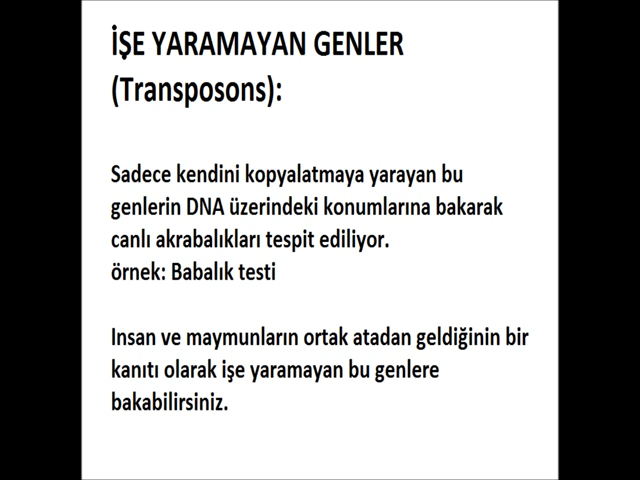 İŞE YARAMAYAN GENLER
(Transposons):
Sadece kendini kopyalatmaya yarayan bu
genlerin DNA üzerindeki konumlarına bakarak
canlı akrabalıkları tespit ediliyor.
örnek: Babalık testi
Insan ve maymunların ortak atadan geldiğinin bir
kanıtı olarak işe yaramayan bu genlere
bakabilirsiniz.